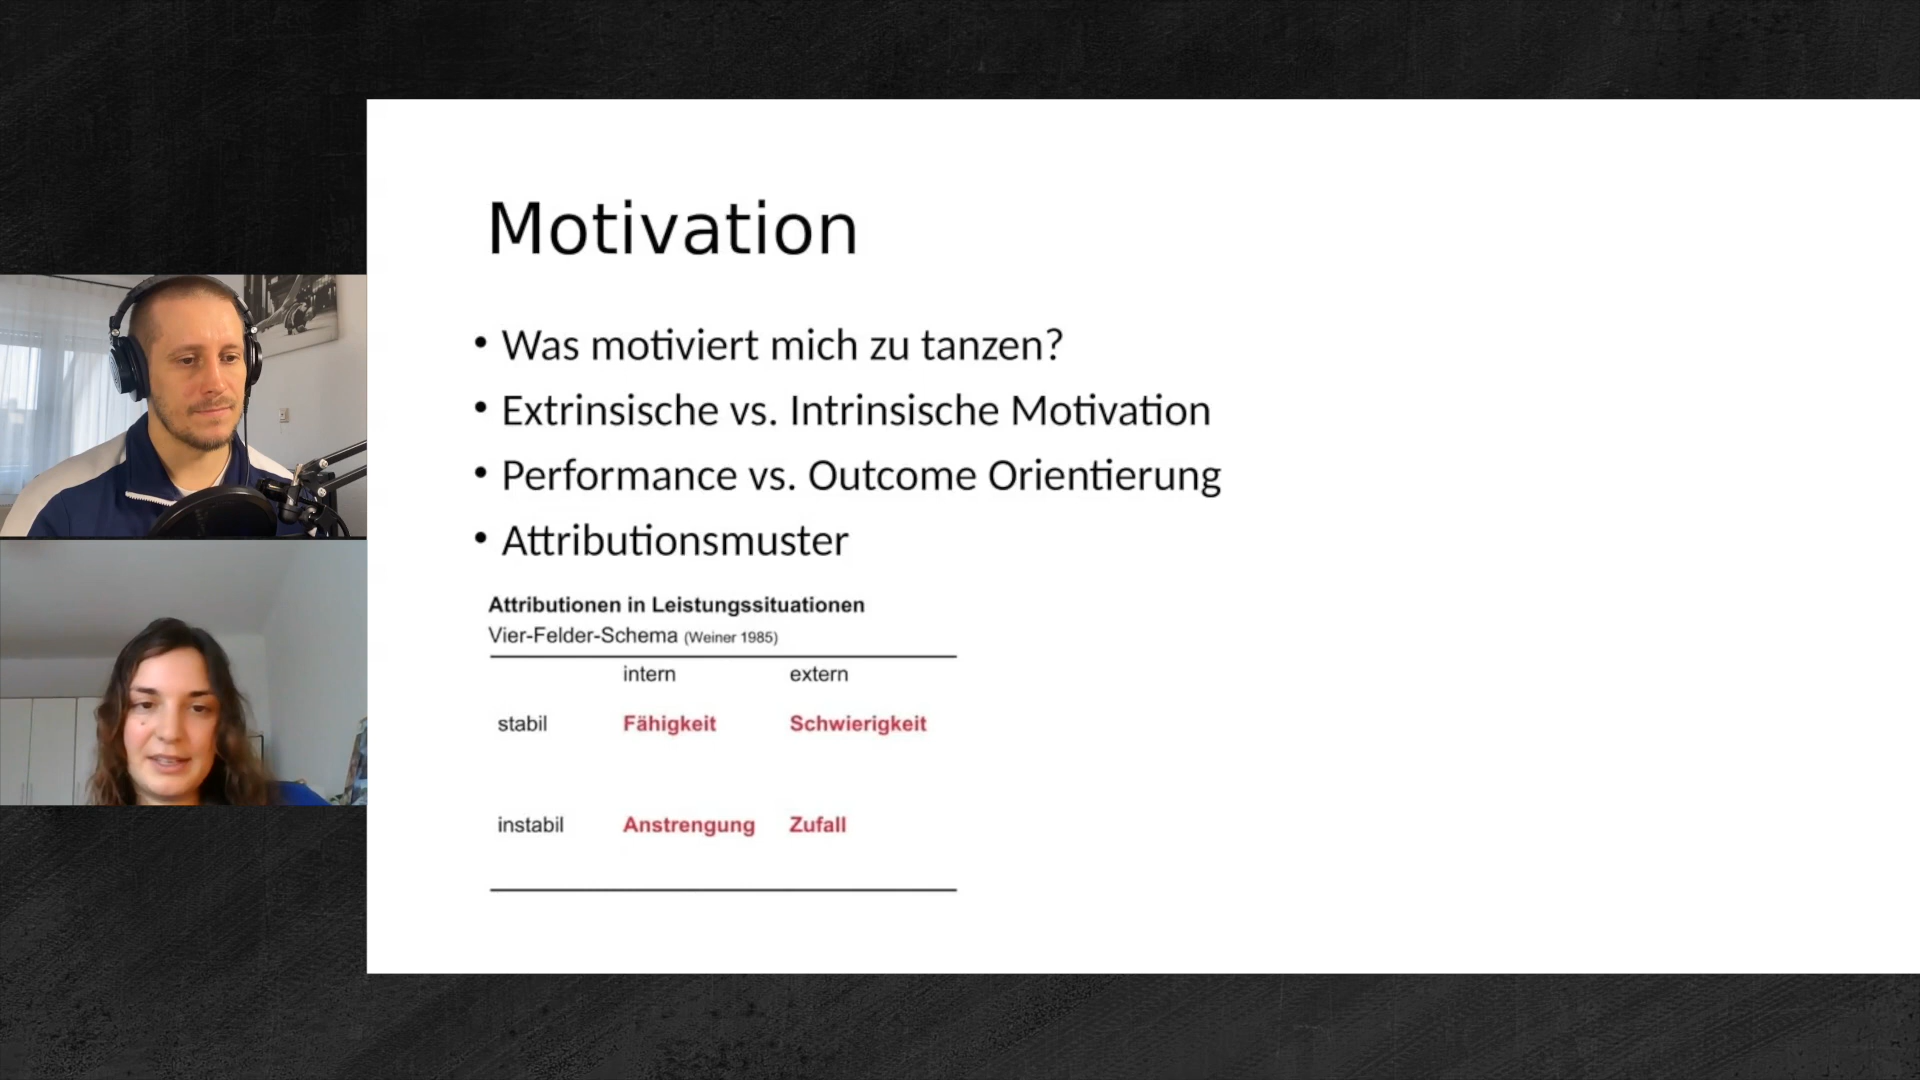 Motivation
• Was motiviert mich zu tanzen?
• Extrinsische vs. Intrinsische Motivation
• Performance vs. Outcome Orientierung
• Attributionsmuster
Attributionen in Leistungssituationen
Vier-Felder-Schema (Weiner 1985)
intern extern
stabil Fähigkeit Schwierigkeit
instabil Anstrengung Zufall